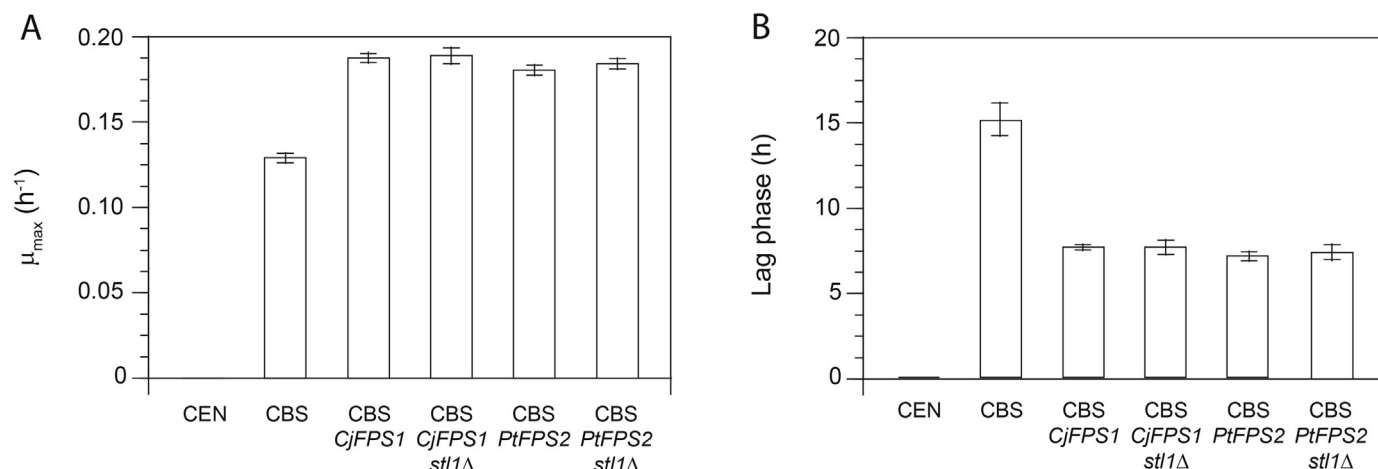 A
0.20
0.15
0.10
0.05
0
μmax (h-1)
CEN CBS CBS CBS CBS CBS
CjFPS1 CjFPS1 PtFPS2 PtFPS2
stl1Δ stl1Δ
B
20
15
10
5
0
Lag phase (h)
CEN CBS CBS CBS CBS CBS
CjFPS1 CjFPS1 PtFPS2 PtFPS2
stl1Δ stl1Δ